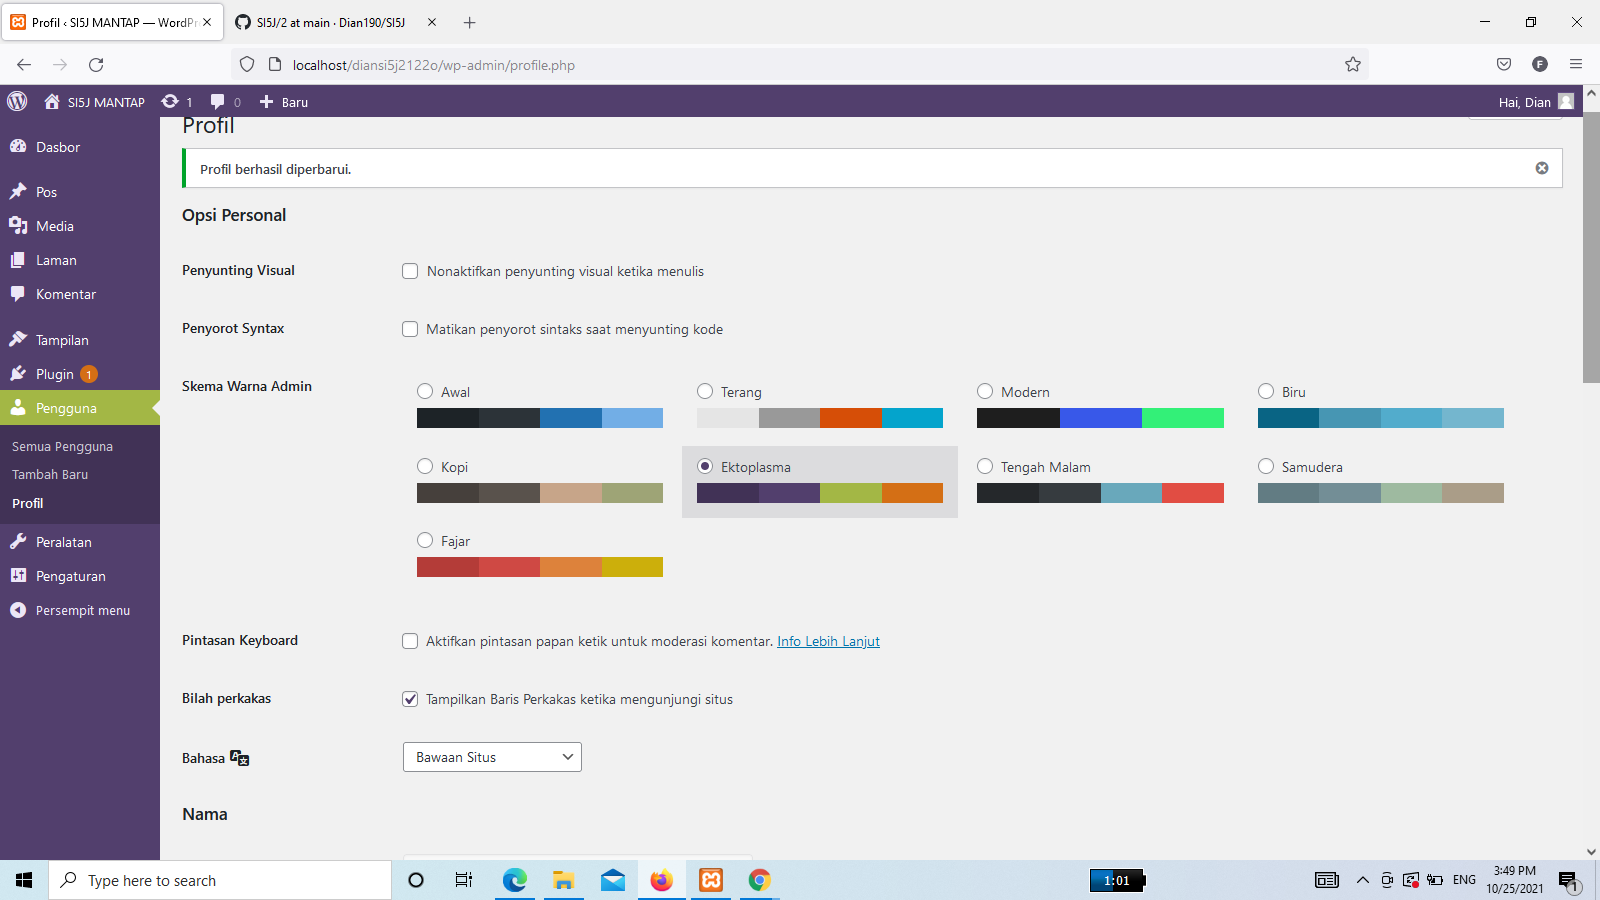 Profil ‹ SI5J MANTAP — WordPr
SI5J/2 at main · Dian190/SI5J
localhost/diansi5j2122o/wp-admin/profile.php
F
SI5J MANTAP
1
0
Baru
Hai, Dian
Dasbor
Pos
Media
Laman
Komentar
Tampilan
Plugin 1
Pengguna
Semua Pengguna
Tambah Baru
Profil
Peralatan
Pengaturan
Persempit menu
Profil
Profil berhasil diperbarui.
Opsi Personal
Penyunting Visual
Nonaktifkan penyunting visual ketika menulis
Penyorot Syntax
Matikan penyorot sintaks saat menyunting kode
Skema Warna Admin
Awal
Terang
Modern
Biru
Kopi
Ektoplasma
Tengah Malam
Samudera
Fajar
Pintasan Keyboard
Aktifkan pintasan papan ketik untuk moderasi komentar. Info Lebih Lanjut
Bilah perkakas
Tampilkan Baris Perkakas ketika mengunjungi situs
Bahasa
Bawaan Situs
Nama
Type here to search
1:01
ENG
3:49 PM
10/25/2021
1